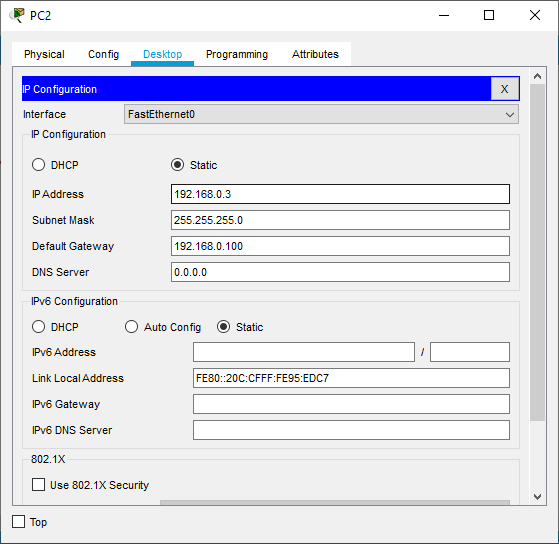 PC2
Physical Config Desktop Programming Attributes
IP Configuration X
Interface FastEthernet0
IP Configuration
DHCP Static
IP Address 192.168.0.3
Subnet Mask 255.255.255.0
Default Gateway 192.168.0.100
DNS Server 0.0.0.0
IPv6 Configuration
DHCP Auto Config Static
IPv6 Address /
Link Local Address FE80::20C:CFFF:FE95:EDC7
IPv6 Gateway
IPv6 DNS Server
802.1X
Use 802.1X Security
Top